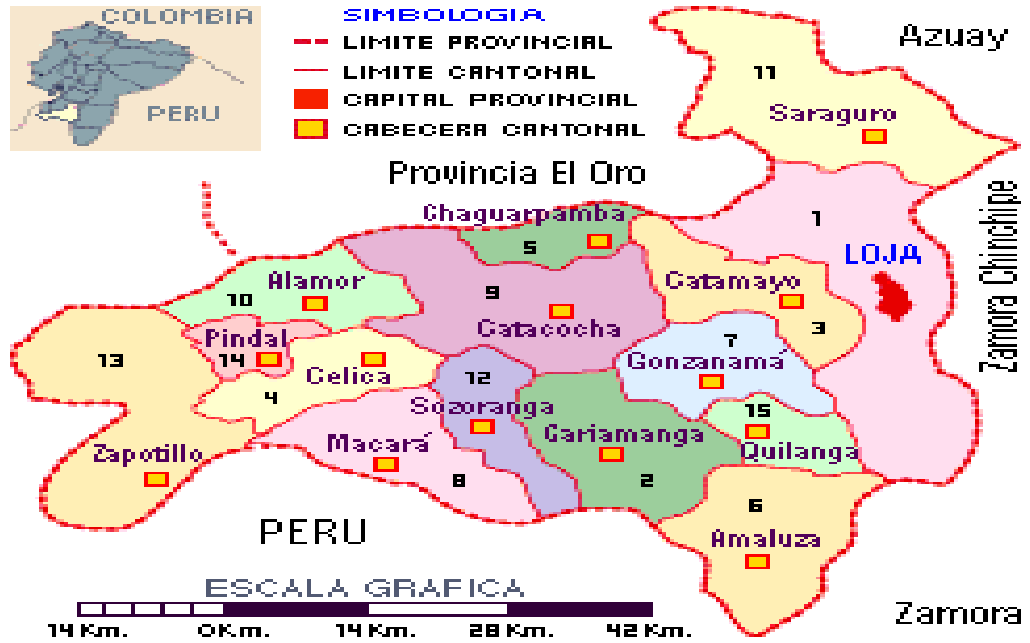 COLOMBIA
PERU
SIMBOLOGIA
LIMITE PROVINCIAL
LIMITE CANTONAL
CAPITAL PROVINCIAL
CABECERA CANTONAL
Azuay
11
Saraguro
Provincia El Oro
Zamora Chinchipe
1
LOJA
Chaguarpamba
5
Alamor
10
9
Catacocha
Catamayo
3
Pindal
14
13
Celica
4
12
Sozoranga
7
Gonzanamá
15
Quilanga
Cariamanga
2
Macará
8
Zapotillo
6
Amaluza
PERU
Zamora
ESCALA GRAFICA
14 Km. 0Km. 14 Km. 28 Km. 42 Km.